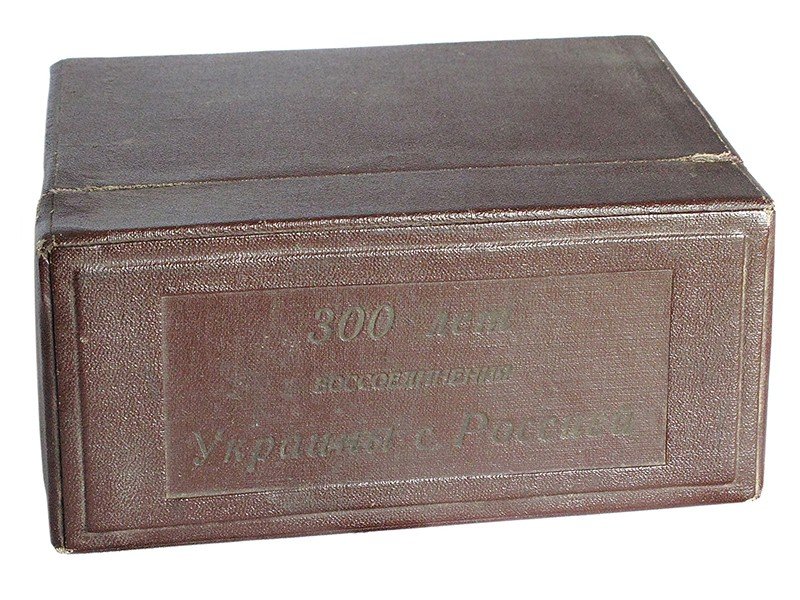 300 лет
воссоединения
Украины с Россией